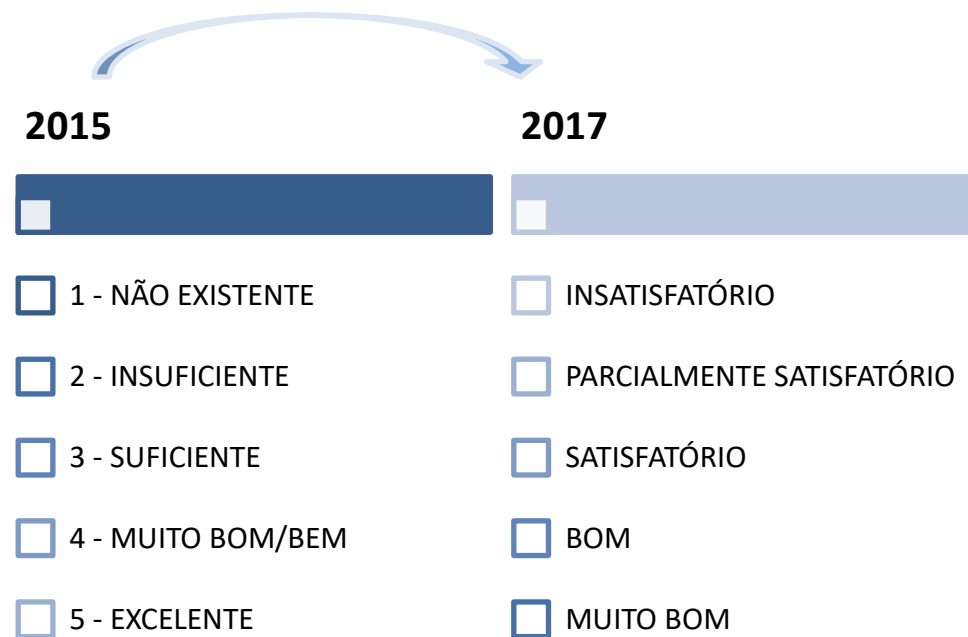 2015
1 - NÃO EXISTENTE
2 - INSUFICIENTE
3 - SUFICIENTE
4 - MUITO BOM/BEM
5 - EXCELENTE
2017
INSATISFATÓRIO
PARCIALMENTE SATISFATÓRIO
SATISFATÓRIO
BOM
MUITO BOM